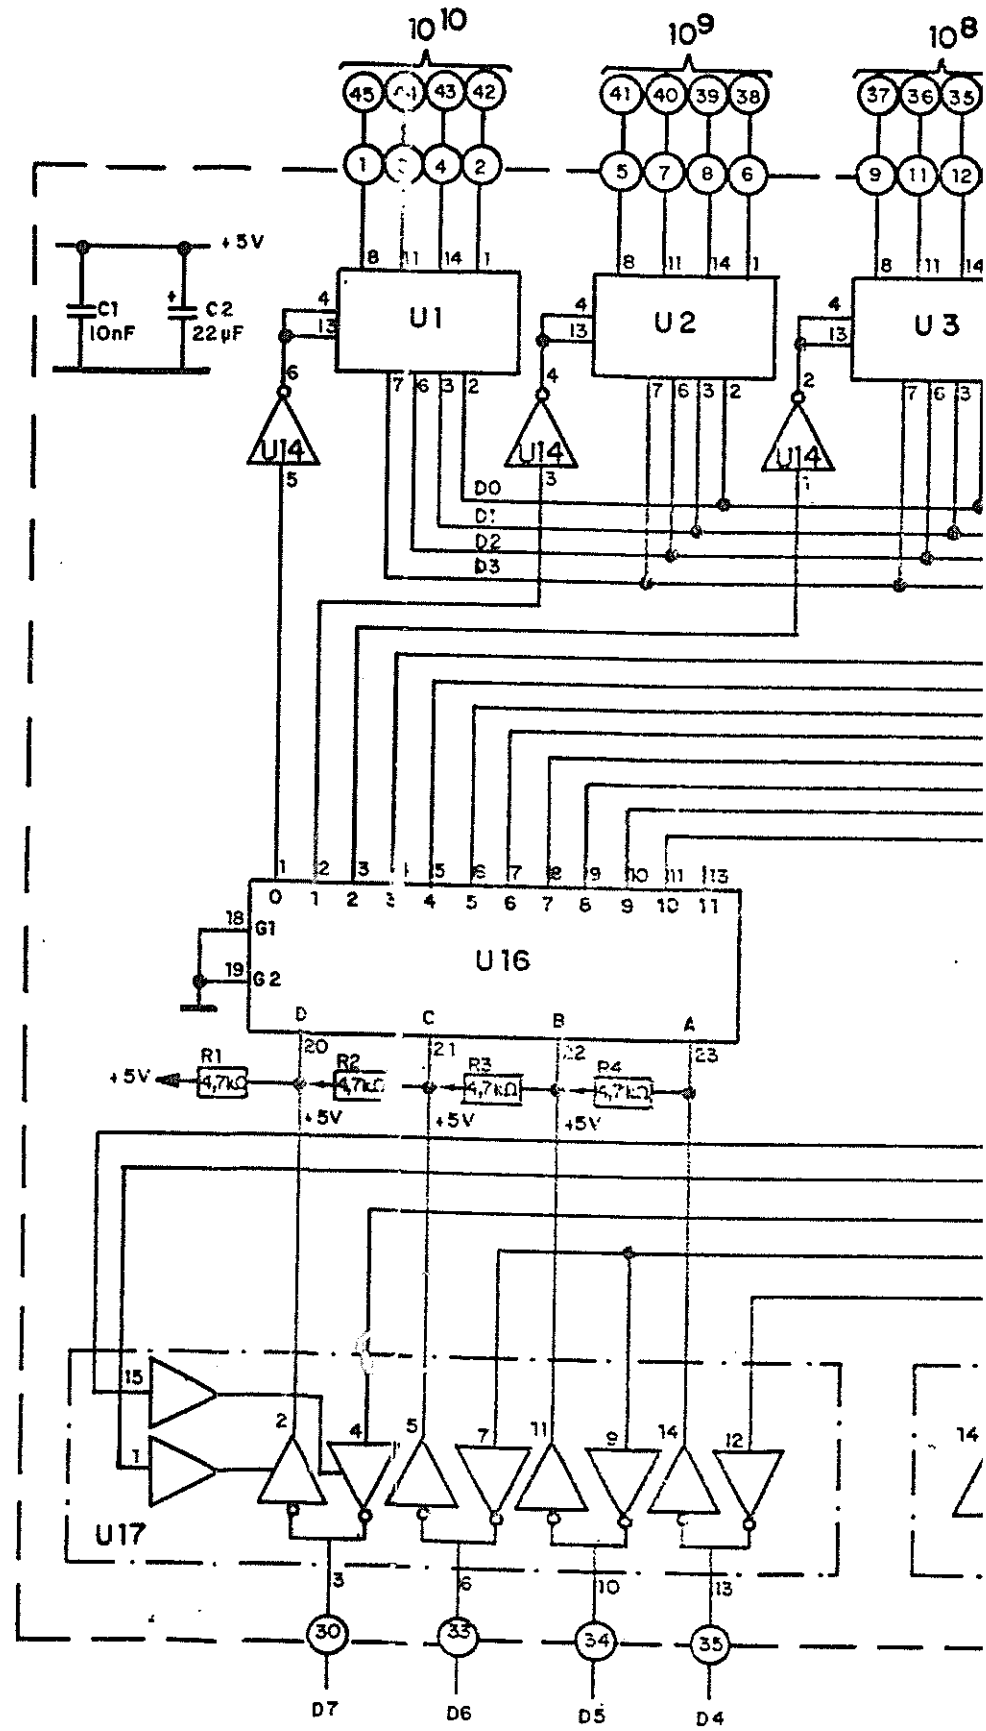 10¹⁰ 10⁹ 10⁸
45 43 42 41 40 39 38 37 36 35
1 4 2 5 7 8 6 9 11 12
+5V
8 11 14 1 8 11 14 1 8 11 14
C1 10nF
C2 22µF
4 13 U1
4 13 U2
4 13 U3
6 7 6 3 2 4 7 6 3 2 2 7 6 3
U14 U14 U14
5 3 1
D0
D1
D2
D3
1 2 3 5 6 7 8 9 10 11 13
0 1 2 3 4 5 6 7 8 9 10 11
18 G1
19 G2
U16
D C B A
20 21 22 23
R1 R2 R3 R4
+5V 4,7kΩ 4,7kΩ 4,7kΩ 4,7kΩ
+5V +5V +5V
15
2 4 5 7 11 9 14 12 14
1
U17
3 6 10 13
30 33 34 35
D7 D6 D5 D4